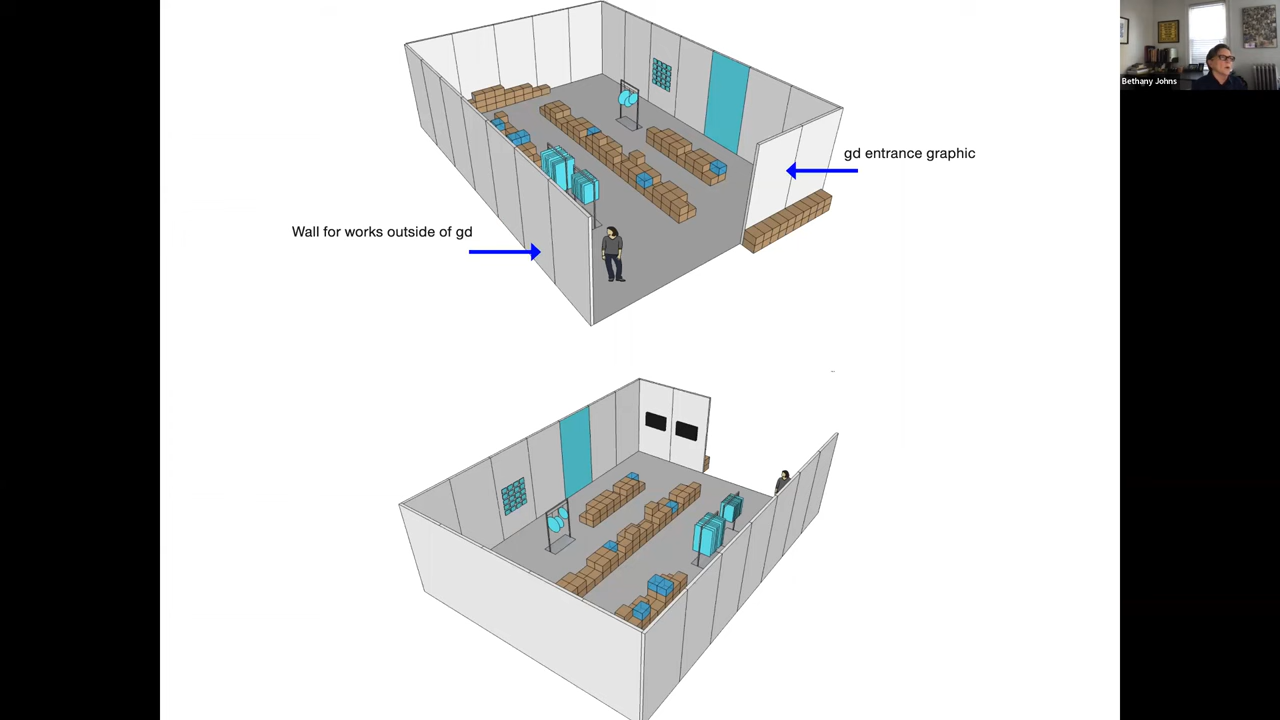 Bethany Johns
gd entrance graphic
Wall for works outside of gd